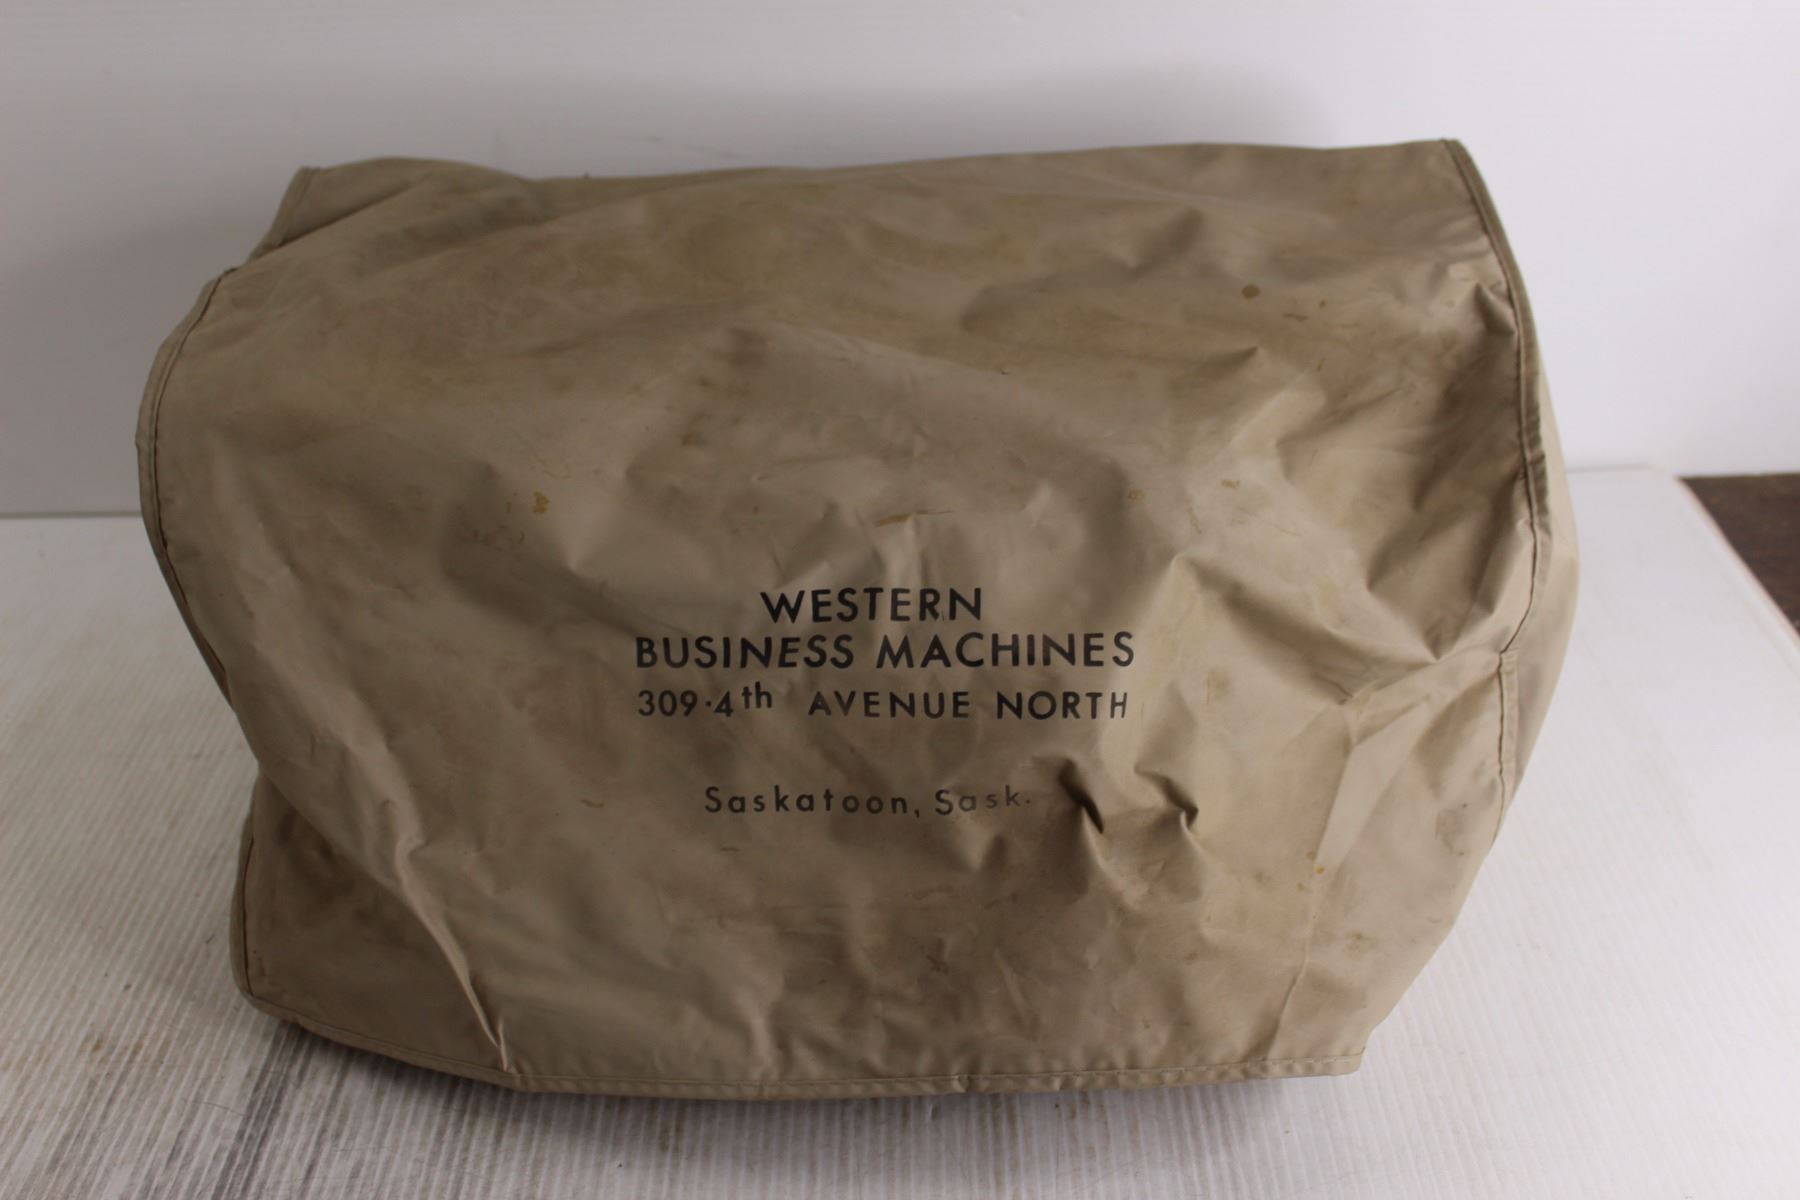 WESTERN
BUSINESS MACHINES
309·4th AVENUE NORTH
Saskatoon, Sask.